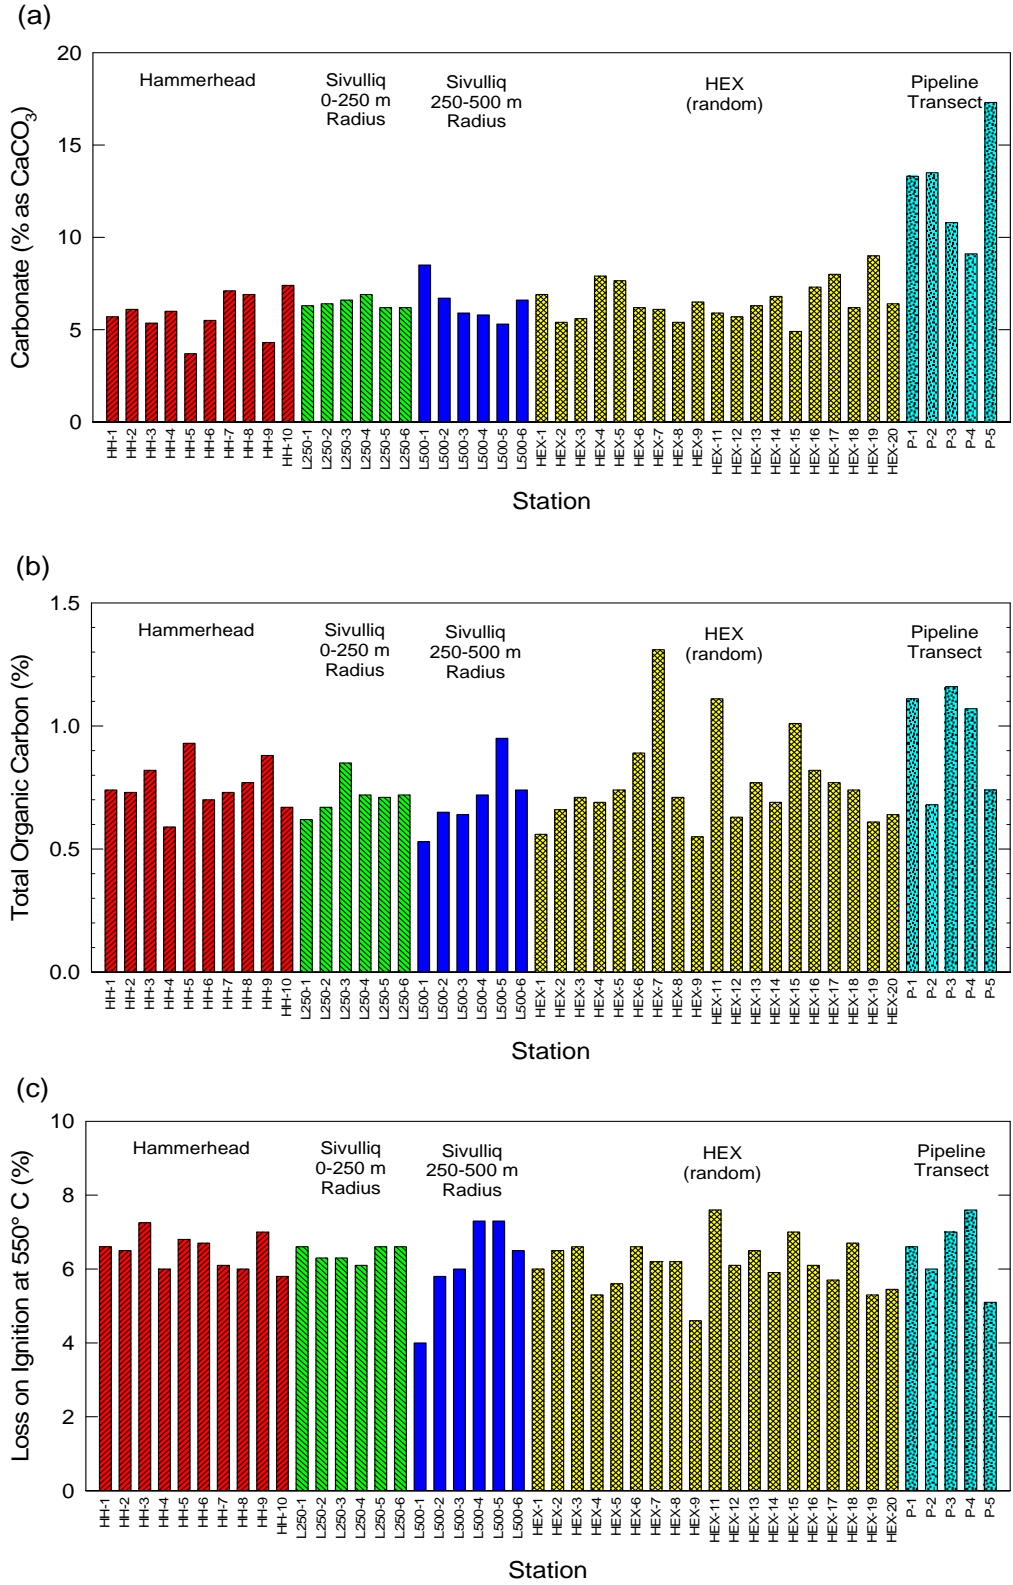 (a)
20
15
10
5
0
Carbonate (% as CaCO3)
Hammerhead
Sivulliq
0-250 m
Radius
Sivulliq
250-500 m
Radius
HEX
(random)
Pipeline
Transect
HH-1 HH-2 HH-3 HH-4 HH-5 HH-6 HH-7 HH-8 HH-9 HH-10 L250-1 L250-2 L250-3 L250-4 L250-5 L250-6 L500-1 L500-2 L500-3 L500-4 L500-5 L500-6 HEX-1 HEX-2 HEX-3 HEX-4 HEX-5 HEX-6 HEX-7 HEX-8 HEX-9 HEX-11 HEX-12 HEX-13 HEX-14 HEX-15 HEX-16 HEX-17 HEX-18 HEX-19 HEX-20 P-1 P-2 P-3 P-4 P-5
Station
(b)
1.5
1.0
0.5
0.0
Total Organic Carbon (%)
Hammerhead
Sivulliq
0-250 m
Radius
Sivulliq
250-500 m
Radius
HEX
(random)
Pipeline
Transect
HH-1 HH-2 HH-3 HH-4 HH-5 HH-6 HH-7 HH-8 HH-9 HH-10 L250-1 L250-2 L250-3 L250-4 L250-5 L250-6 L500-1 L500-2 L500-3 L500-4 L500-5 L500-6 HEX-1 HEX-2 HEX-3 HEX-4 HEX-5 HEX-6 HEX-7 HEX-8 HEX-9 HEX-11 HEX-12 HEX-13 HEX-14 HEX-15 HEX-16 HEX-17 HEX-18 HEX-19 HEX-20 P-1 P-2 P-3 P-4 P-5
Station
(c)
10
8
6
4
2
0
Loss on Ignition at 550° C (%)
Hammerhead
Sivulliq
0-250 m
Radius
Sivulliq
250-500 m
Radius
HEX
(random)
Pipeline
Transect
HH-1 HH-2 HH-3 HH-4 HH-5 HH-6 HH-7 HH-8 HH-9 HH-10 L250-1 L250-2 L250-3 L250-4 L250-5 L250-6 L500-1 L500-2 L500-3 L500-4 L500-5 L500-6 HEX-1 HEX-2 HEX-3 HEX-4 HEX-5 HEX-6 HEX-7 HEX-8 HEX-9 HEX-11 HEX-12 HEX-13 HEX-14 HEX-15 HEX-16 HEX-17 HEX-18 HEX-19 HEX-20 P-1 P-2 P-3 P-4 P-5
Station